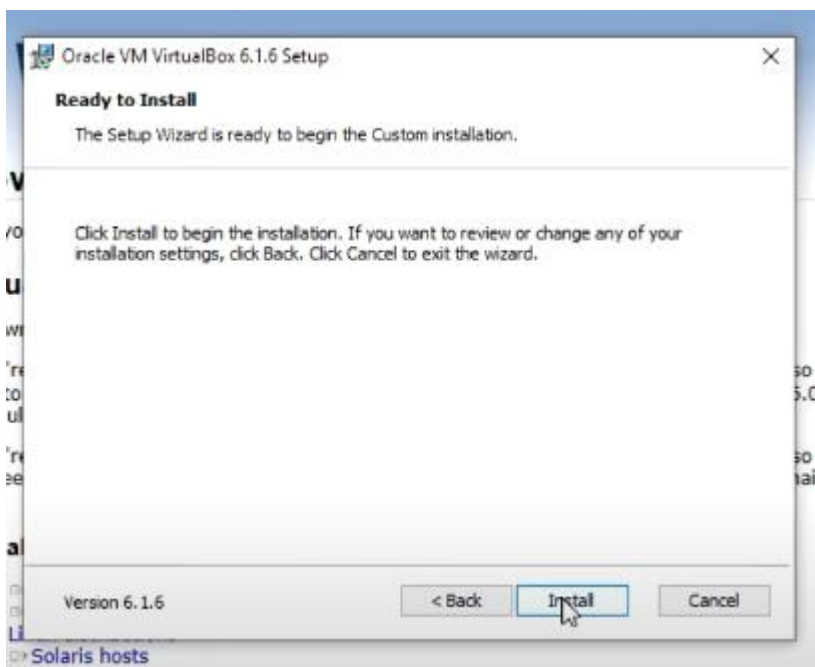 Oracle VM VirtualBox 6.1.6 Setup
Ready to Install
The Setup Wizard is ready to begin the Custom installation.
Click Install to begin the installation. If you want to review or change any of your
installation settings, click Back. Click Cancel to exit the wizard.
Version 6.1.6
< Back
Install
Cancel
Solaris hosts